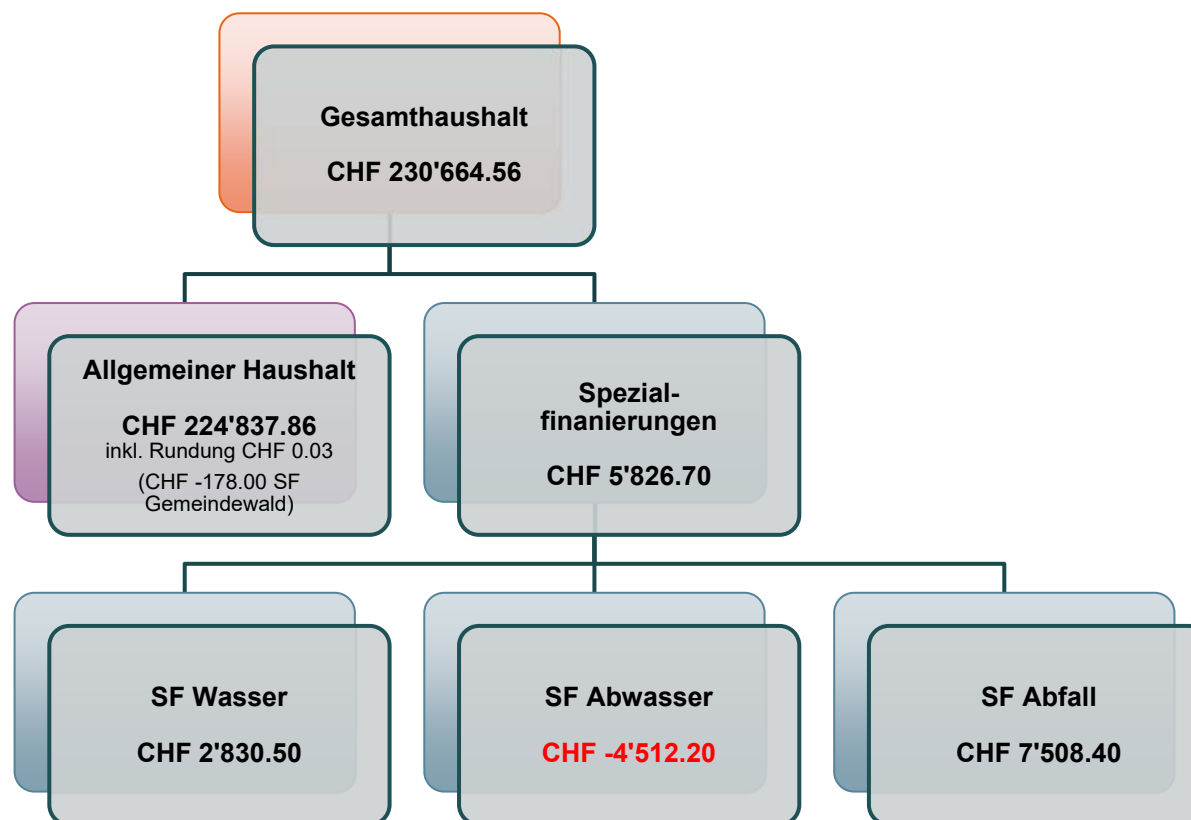 Gesamthaushalt
CHF 230'664.56
Allgemeiner Haushalt
CHF 224'837.86
inkl. Rundung CHF 0.03
(CHF -178.00 SF
Gemeindewald)
Spezial-
finanzierungen
CHF 5'826.70
SF Wasser
CHF 2'830.50
SF Abwasser
CHF -4'512.20
SF Abfall
CHF 7'508.40